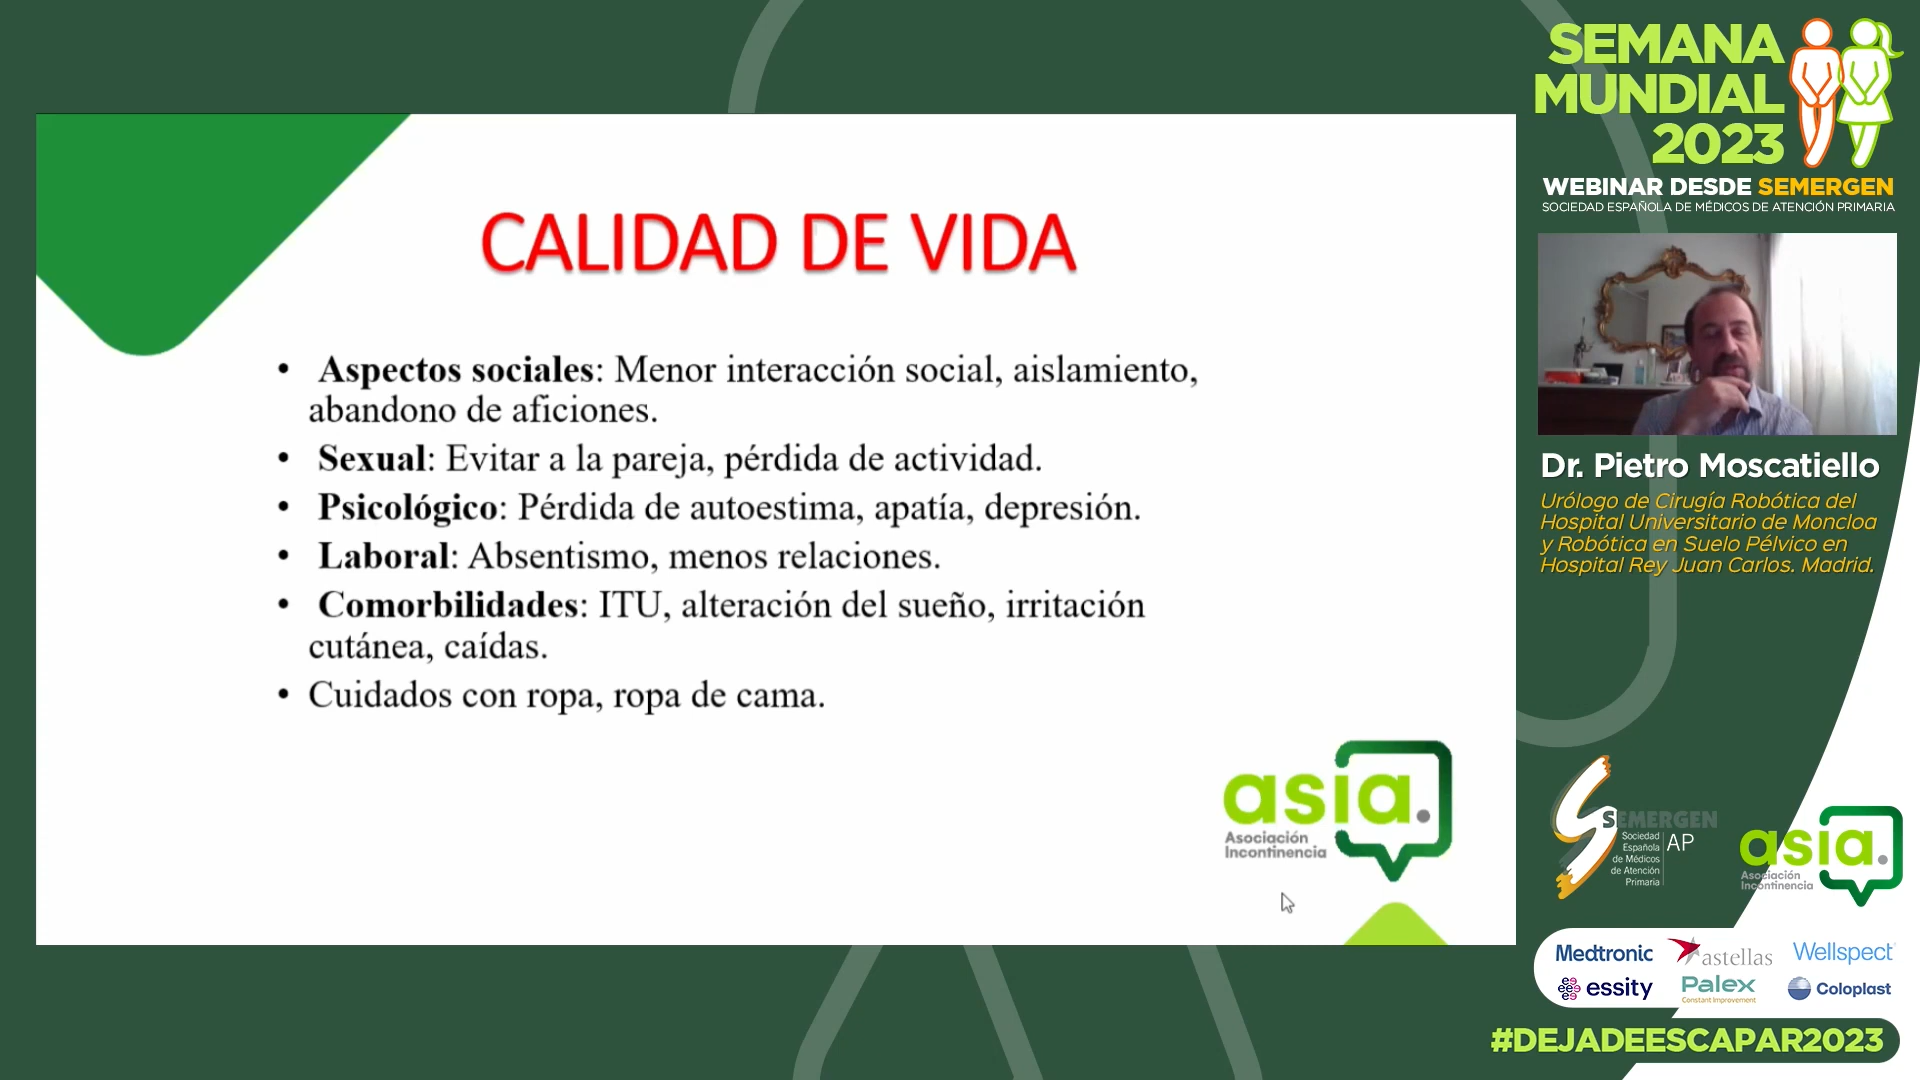 CALIDAD DE VIDA
• Aspectos sociales: Menor interacción social, aislamiento,
abandono de aficiones.
• Sexual: Evitar a la pareja, pérdida de actividad.
• Psicológico: Pérdida de autoestima, apatía, depresión.
• Laboral: Absentismo, menos relaciones.
• Comorbilidades: ITU, alteración del sueño, irritación
cutánea, caídas.
• Cuidados con ropa, ropa de cama.
asia.
Asociación
Incontinencia
SEMANA
MUNDIAL
2023
WEBINAR DESDE SEMERGEN
SOCIEDAD ESPAÑOLA DE MÉDICOS DE ATENCIÓN PRIMARIA
Dr. Pietro Moscatiello
Urólogo de Cirugía Robótica del
Hospital Universitario de Moncloa
y Robótica en Suelo Pélvico en
Hospital Rey Juan Carlos. Madrid.
SEMERGEN
Sociedad
Española
de Médicos
de Atención
Primaria
AP
asia.
Asociación
Incontinencia
Medtronic
astellas
Wellspect
essity
Palex
Constant Improvement
Coloplast
#DEJADEESCAPAR2023